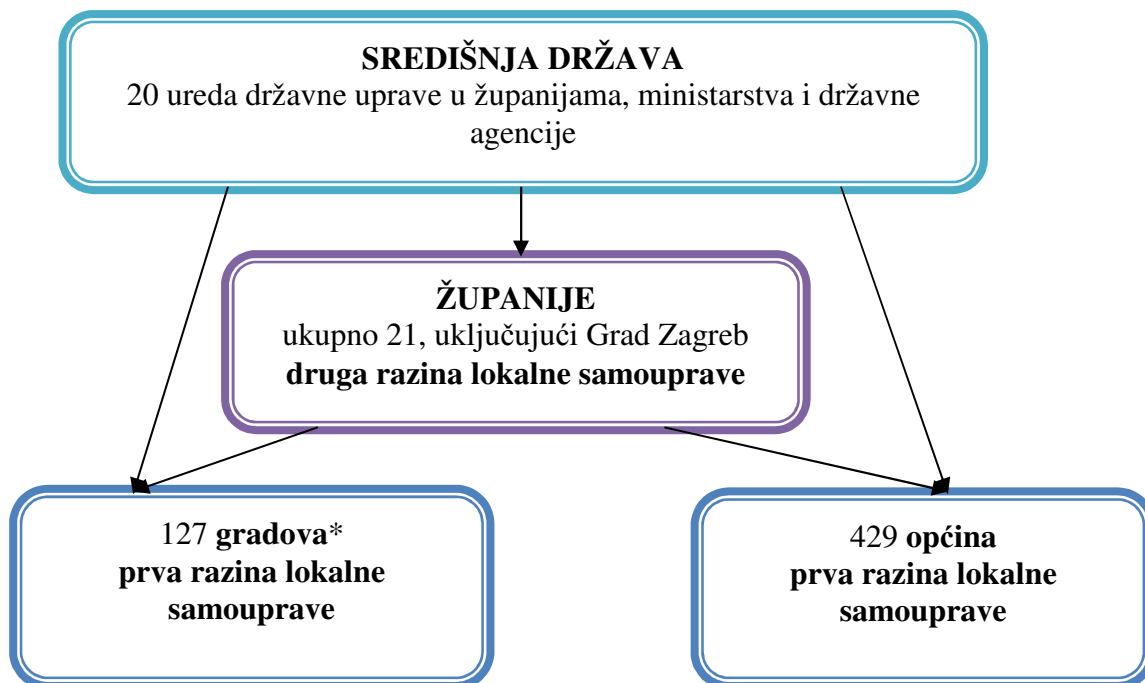 SREDIŠNJA DRŽAVA
20 ureda državne uprave u županijama, ministarstva i državne
agencije
ŽUPANIJE
ukupno 21, uključujući Grad Zagreb
druga razina lokalne samouprave
127 gradova*
prva razina lokalne
samouprave
429 općina
prva razina lokalne
samouprave